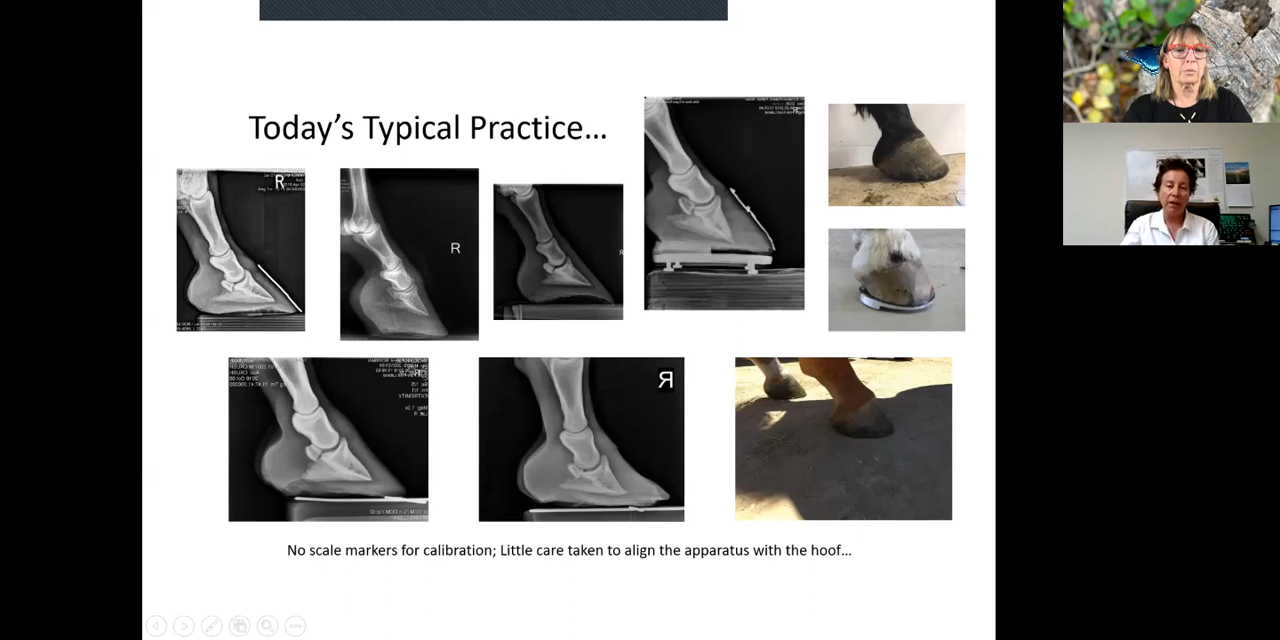 Today's Typical Practice...
R
R
R
No scale markers for calibration; Little care taken to align the apparatus with the hoof...